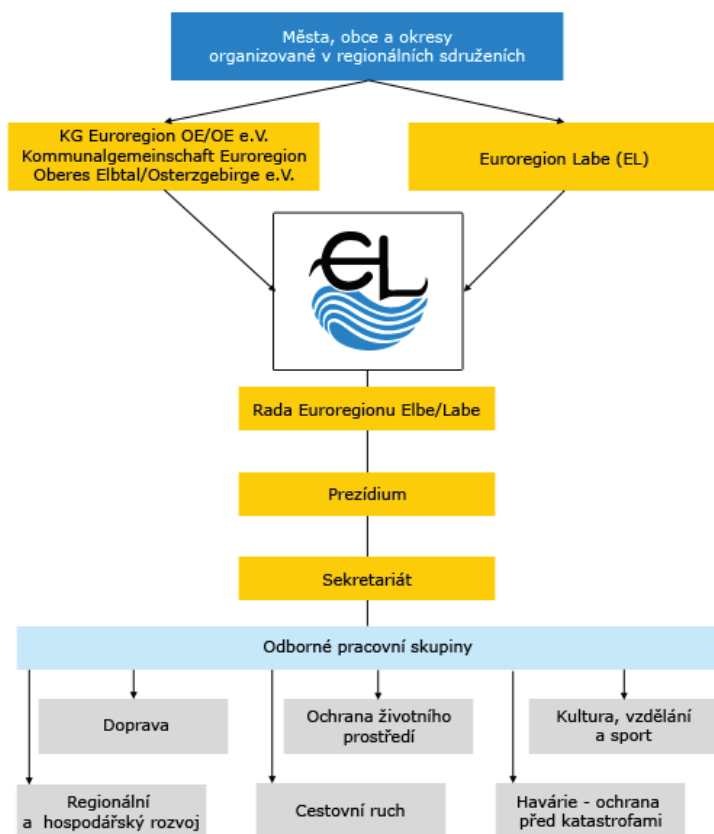 Města, obce a okresy
organizované v regionálních sdruženích
KG Euroregion OE/OE e.V.
Kommunalgemeinschaft Euroregion
Oberes Elbtal/Osterzgebirge e.V.
Euroregion Labe (EL)
EL
Rada Euroregionu Elbe/Labe
Prezídium
Sekretariát
Odborné pracovní skupiny
Doprava
Ochrana životního
prostředí
Kultura, vzdělání
a sport
Regionální
a hospodářský rozvoj
Cestovní ruch
Havárie - ochrana
před katastrofami